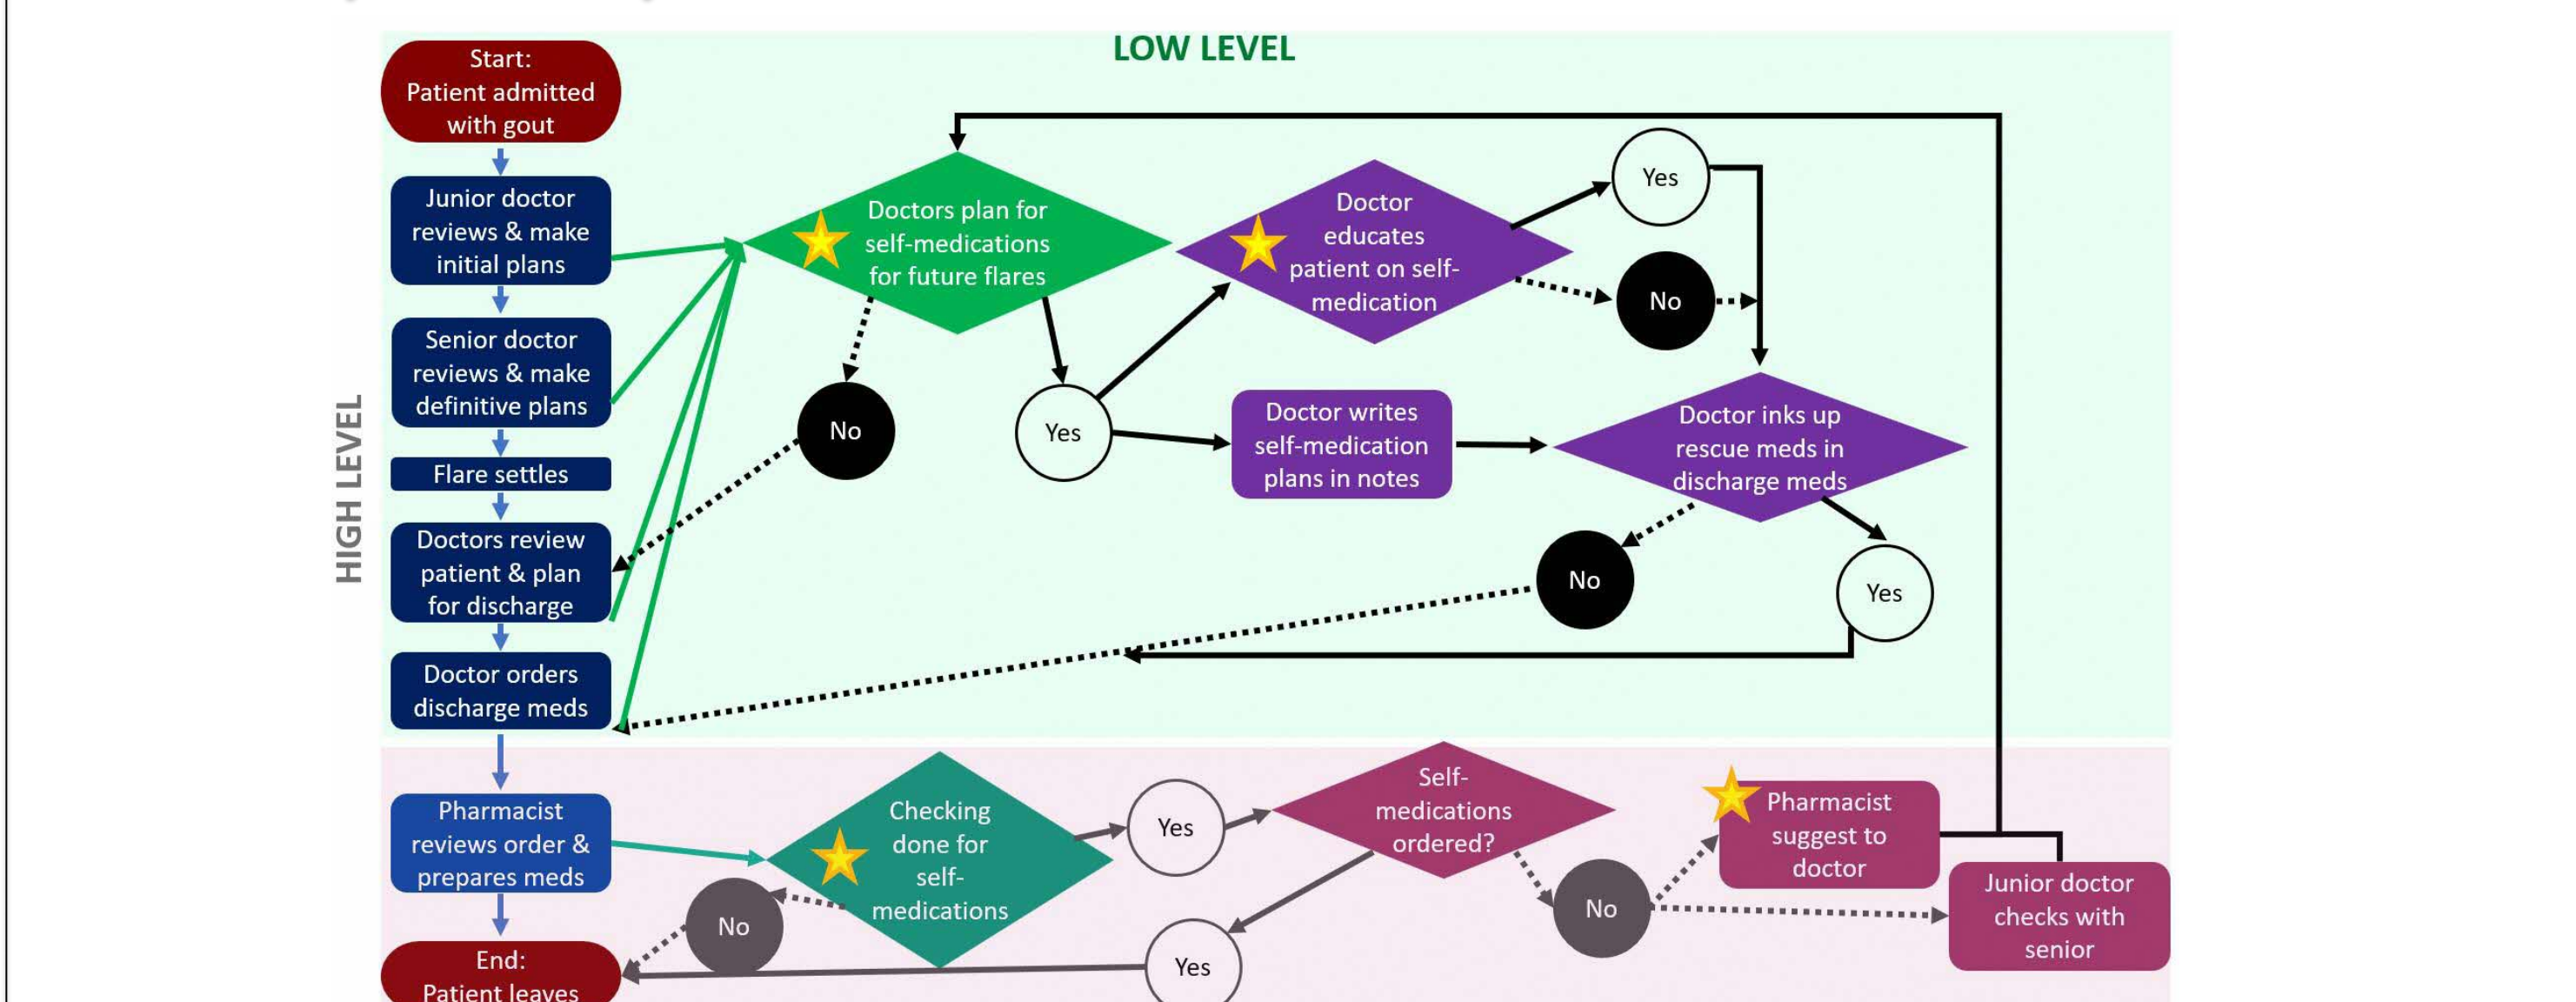 LOW LEVEL
HIGH LEVEL
Start:
Patient admitted
with gout
Junior doctor
reviews & make
initial plans
Senior doctor
reviews & make
definitive plans
Flare settles
Doctors review
patient & plan
for discharge
Doctor orders
discharge meds
Doctors plan for
self-medications
for future flares
No
Yes
Doctor
educates
patient on self-
medication
Yes
No
Doctor writes
self-medication
plans in notes
Doctor inks up
rescue meds in
discharge meds
No
Yes
Pharmacist
reviews order &
prepares meds
End:
Patient leaves
Checking
done for
self-
medications
No
Yes
Self-
medications
ordered?
Yes
No
Pharmacist
suggest to
doctor
Junior doctor
checks with
senior